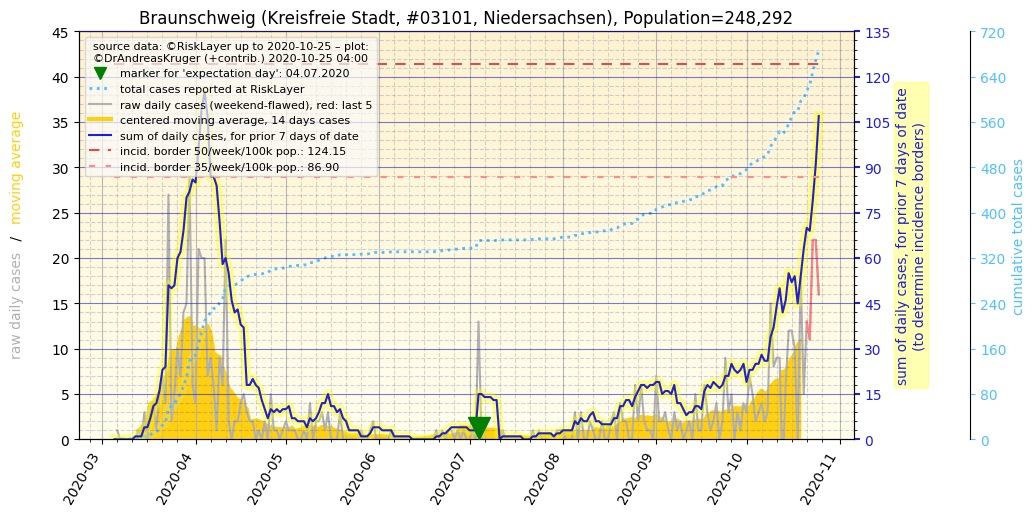 Braunschweig (Kreisfreie Stadt, #03101, Niedersachsen), Population=248,292
source data: ©RiskLayer up to 2020-10-25 – plot:
©DrAndreasKruger (+contrib.) 2020-10-25 04:00
marker for 'expectation day': 04.07.2020
total cases reported at RiskLayer
raw daily cases (weekend-flawed), red: last 5
centered moving average, 14 days cases
sum of daily cases, for prior 7 days of date
incid. border 50/week/100k pop.: 124.15
incid. border 35/week/100k pop.: 86.90
raw daily cases / moving average
45
40
35
30
25
20
15
10
5
0
2020-03
2020-04
2020-05
2020-06
2020-07
2020-08
2020-09
2020-10
2020-11
135
120
105
90
75
60
45
30
15
0
sum of daily cases, for prior 7 days of date
(to determine incidence borders)
720
640
560
480
400
320
240
160
80
0
cumulative total cases